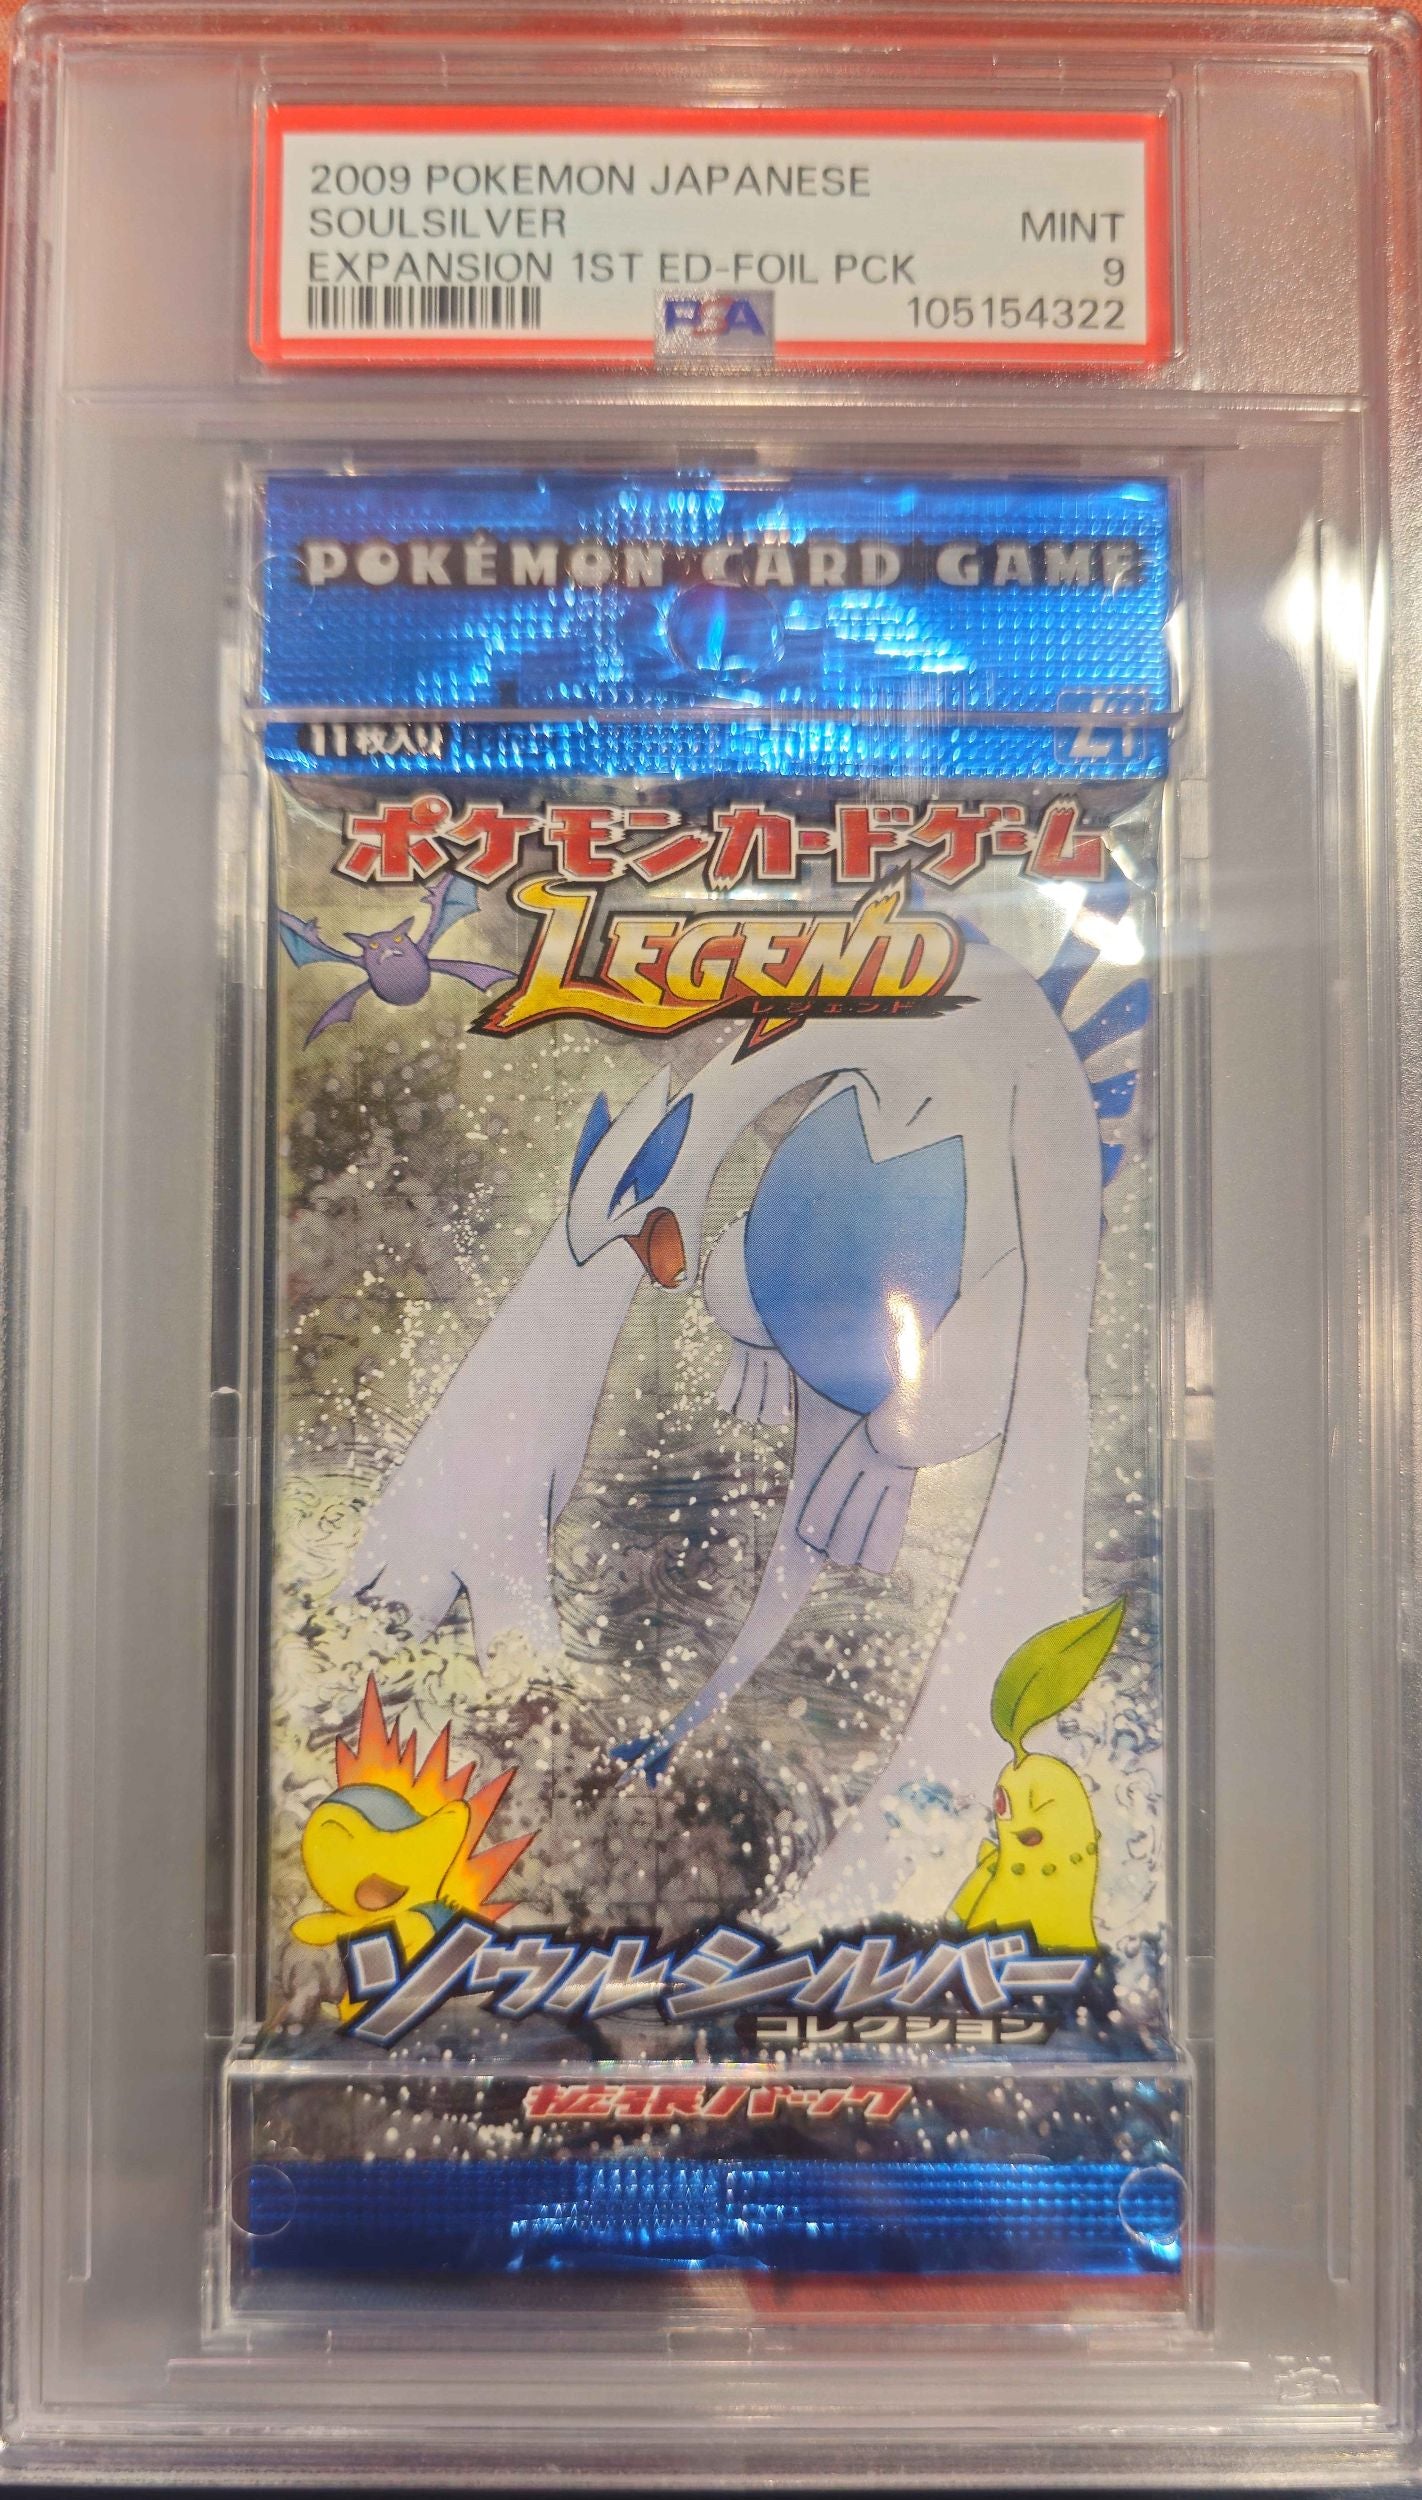 2009 POKEMON JAPANESE
SOULSILVER MINT
EXPANSION 1ST ED-FOIL PCK 9
PSA 105154322
POKÉMON CARD GAME
11枚入り
ポケモンカードゲーム
LEGEND
レジェンド
ソウルシルバー
コレクション
拡張パック